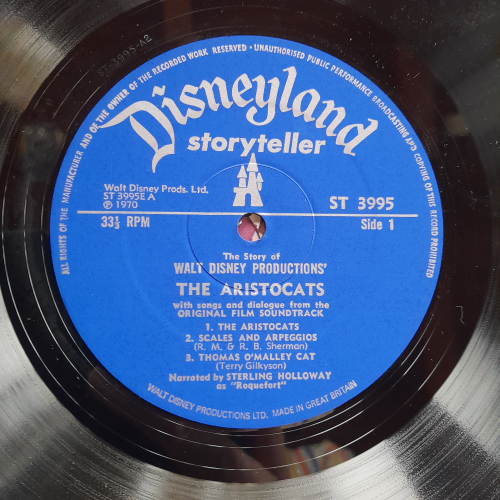 ST-3995-A2
ALL RIGHTS OF THE MANUFACTURER AND OF THE OWNER OF THE RECORDED WORK RESERVED · UNAUTHORISED PUBLIC PERFORMANCE BROADCASTING AND COPYING OF THIS RECORD PROHIBITED
Disneyland
storyteller
Walt Disney Prods. Ltd.
ST 3995E A
℗ 1970
33⅓ RPM
ST 3995
Side 1
The Story of
WALT DISNEY PRODUCTIONS'
THE ARISTOCATS
with songs and dialogue from the
ORIGINAL FILM SOUNDTRACK
1. THE ARISTOCATS
2. SCALES AND ARPEGGIOS
(R. M. & R. B. Sherman)
3. THOMAS O'MALLEY CAT
(Terry Gilkyson)
Narrated by STERLING HOLLOWAY
as "Roquefort"
WALT DISNEY PRODUCTIONS LTD. MADE IN GREAT BRITAIN